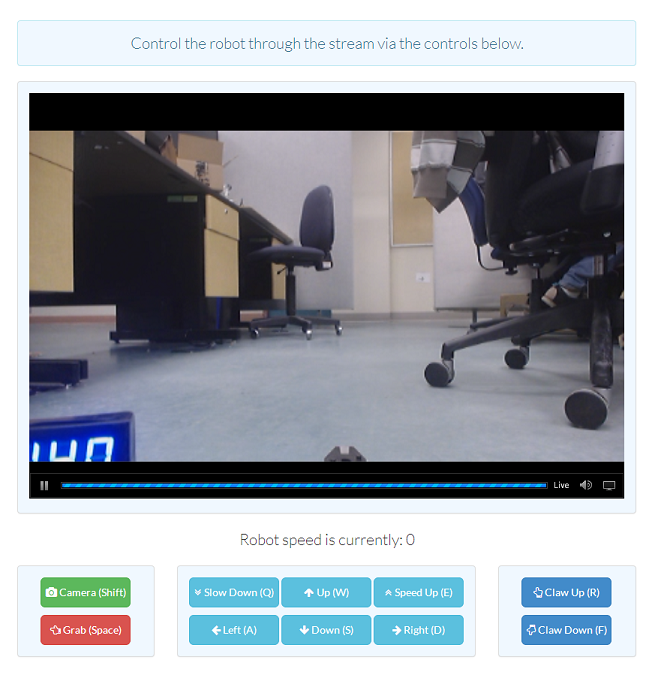 Control the robot through the stream via the controls below.
Live
Robot speed is currently: 0
Camera (Shift)
Slow Down (Q) Up (W) Speed Up (E)
Claw Up (R)
Grab (Space)
Left (A) Down (S) Right (D)
Claw Down (F)